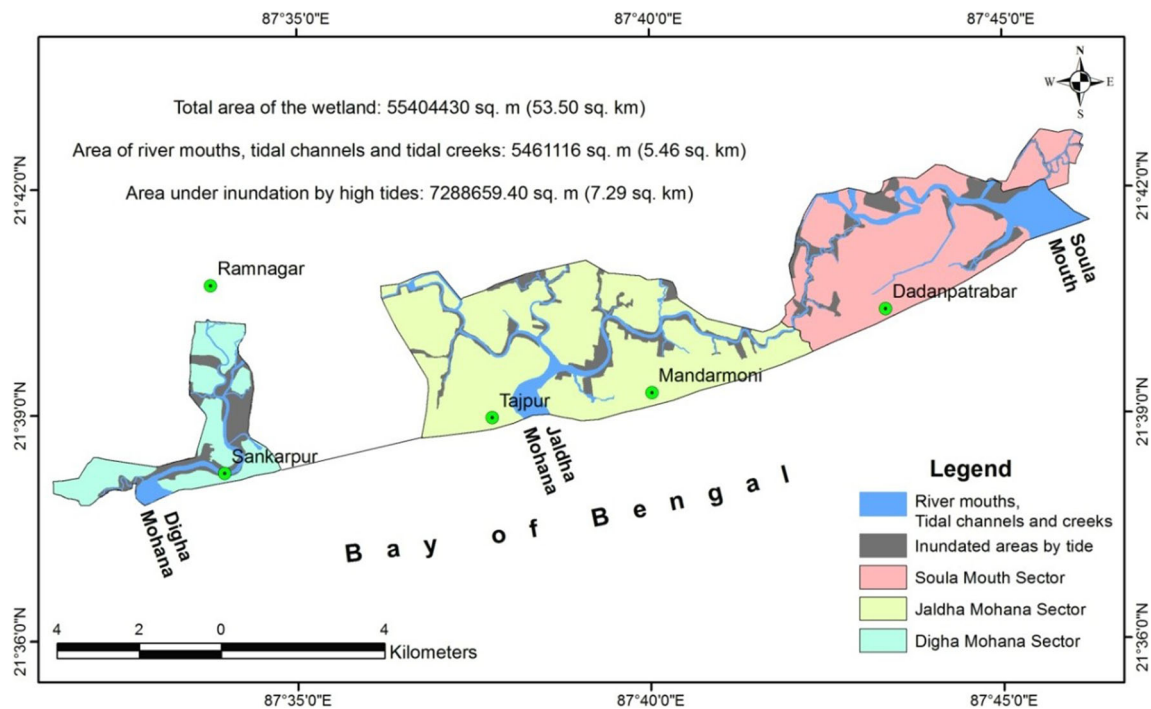 87°35'0"E
87°40'0"E
87°45'0"E
N
W E
S
Total area of the wetland: 55404430 sq. m (53.50 sq. km)
Area of river mouths, tidal channels and tidal creeks: 5461116 sq. m (5.46 sq. km)
Area under inundation by high tides: 7288659.40 sq. m (7.29 sq. km)
21°42'0"N
21°42'0"N
Ramnagar
Soula
Mouth
Dadanpatrabar
Mandarmoni
Tajpur
21°39'0"N
21°39'0"N
Jaldha
Mohana
Sankarpur
Digha
Mohana
Bay of Bengal
Legend
River mouths,
Tidal channels and creeks
Inundated areas by tide
Soula Mouth Sector
Jaldha Mohana Sector
Digha Mohana Sector
4 2 0 4
Kilometers
21°36'0"N
21°36'0"N
87°35'0"E
87°40'0"E
87°45'0"E